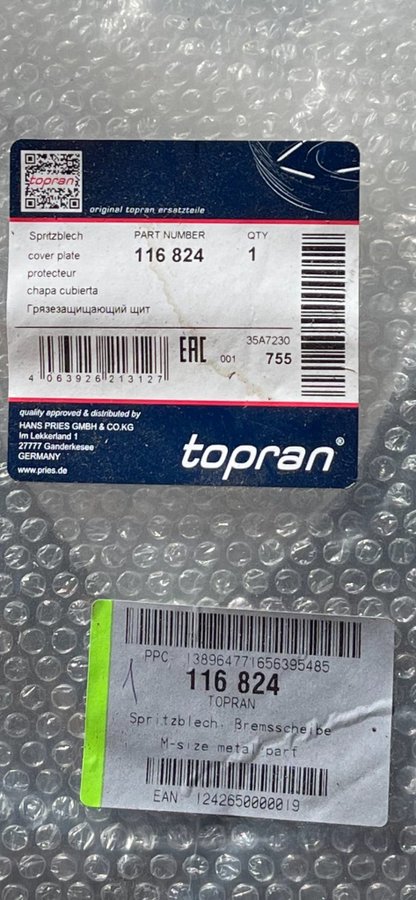 topran
original topran ersatzteile
Spritzblech PART NUMBER QTY
cover plate 116 824 1
protecteur
chapa cubierta
Грязезащищающий щит
35A7230
EAC 001 755
4 063926 213127
quality approved & distributed by
HANS PRIES GMBH & CO.KG
Im Lekkerland 1
27777 Ganderkesee
GERMANY
www.pries.de
topran®
PPC 138964771656395485
1 116 824
TOPRAN
Spritzblech, Bremsscheibe
M-size metal part
EAN 1242650000019